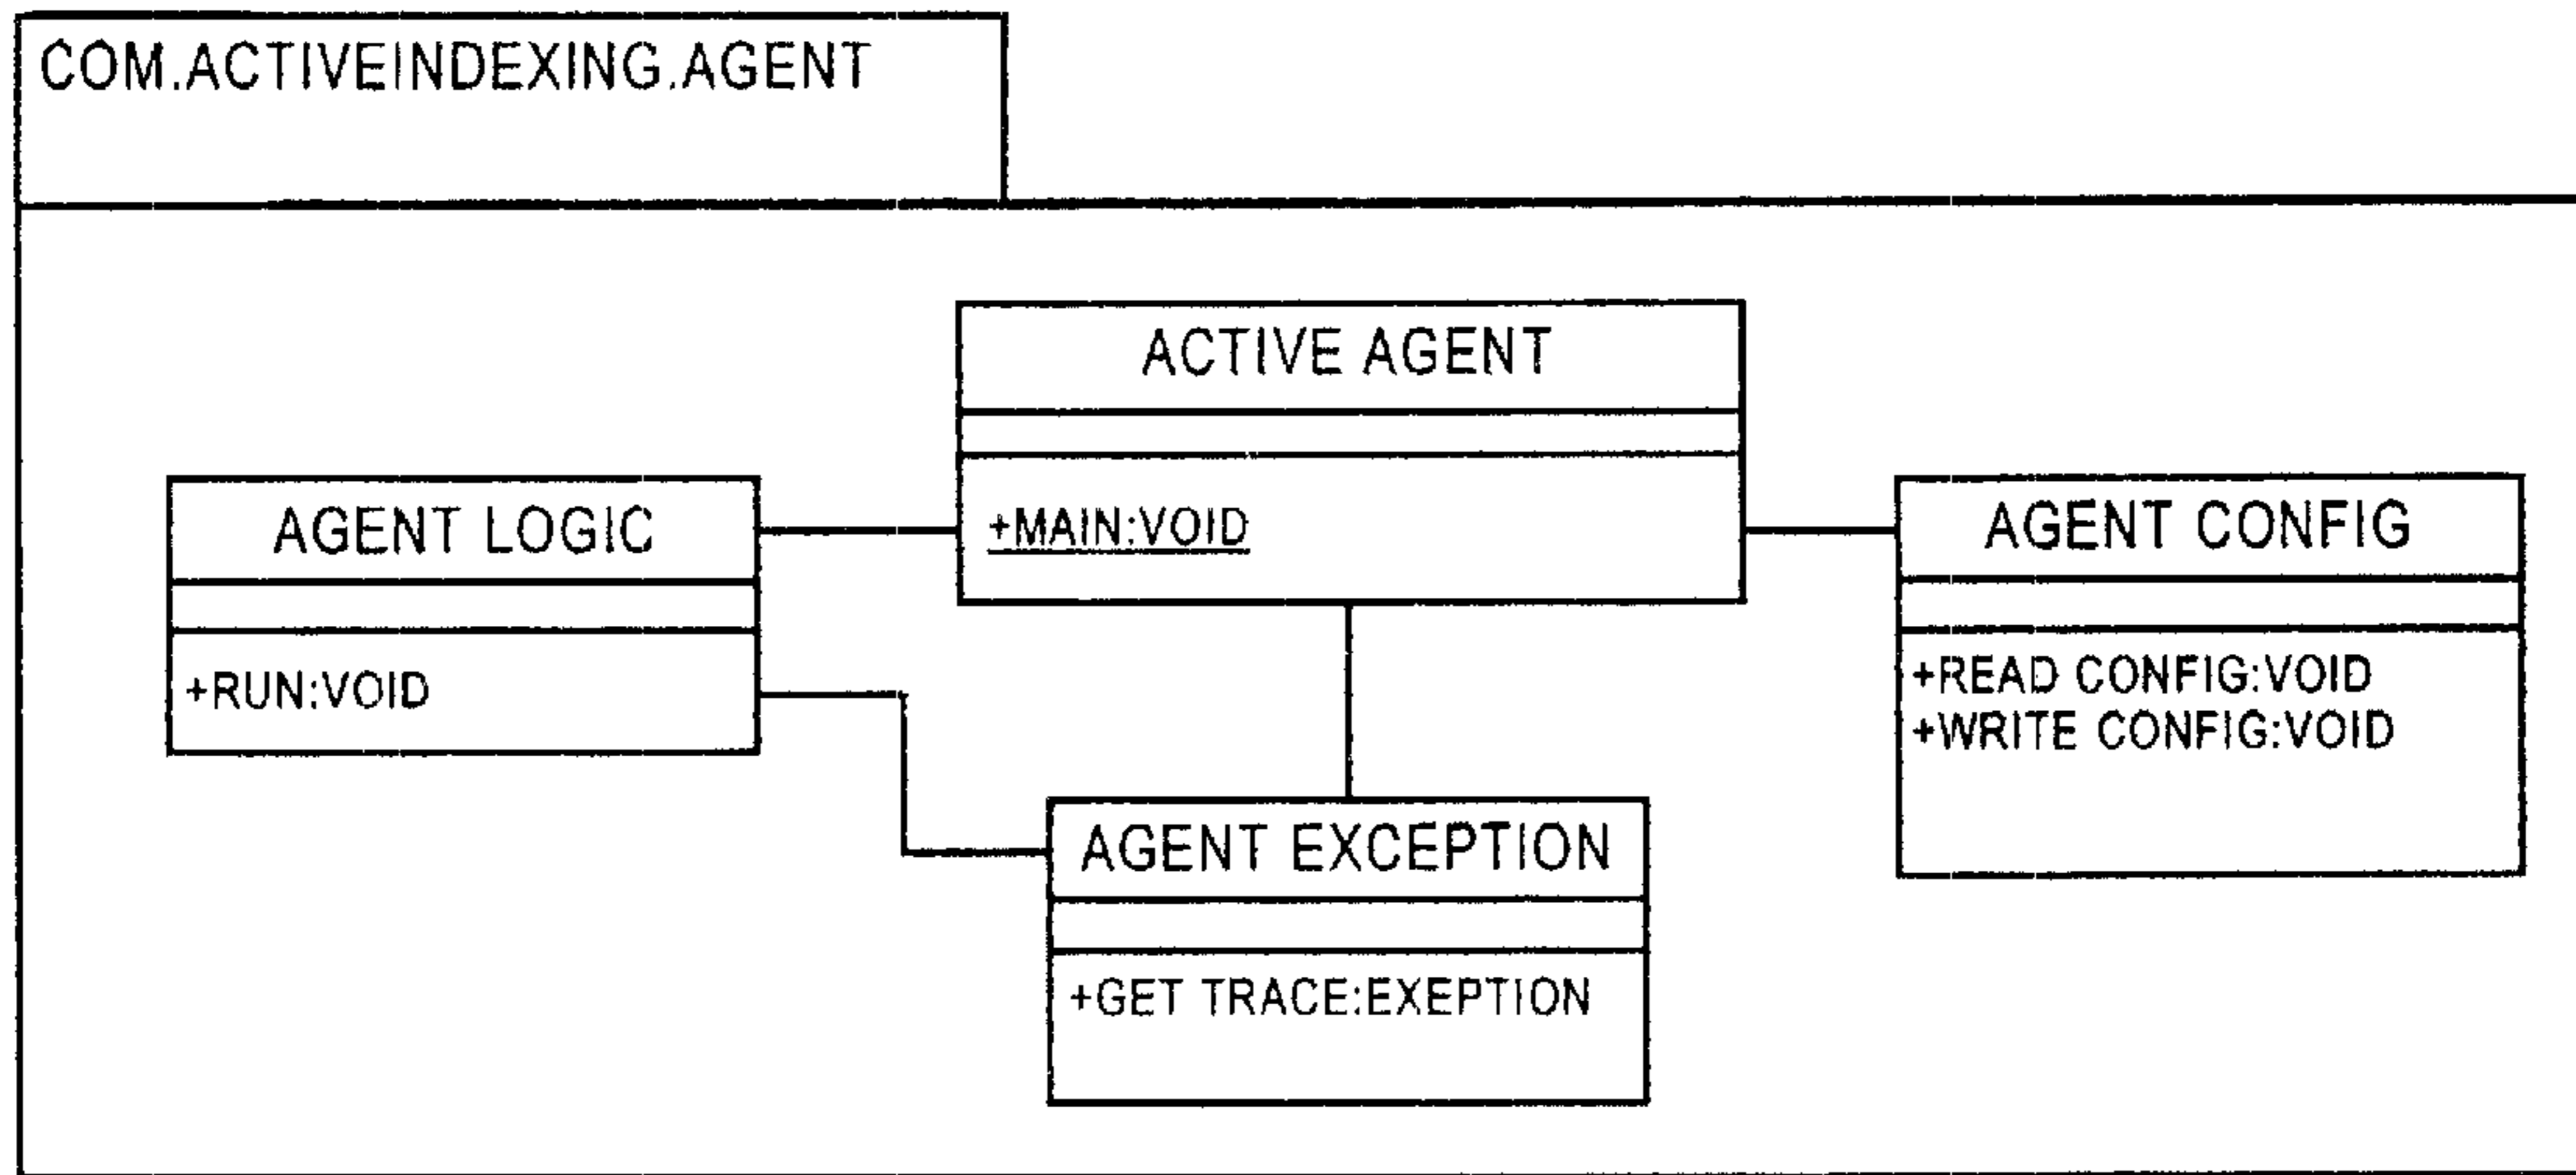 COM.ACTIVEINDEXING.AGENT
ACTIVE AGENT
+MAIN:VOID
AGENT LOGIC
+RUN:VOID
AGENT CONFIG
+READ CONFIG:VOID
+WRITE CONFIG:VOID
AGENT EXCEPTION
+GET TRACE:EXEPTION